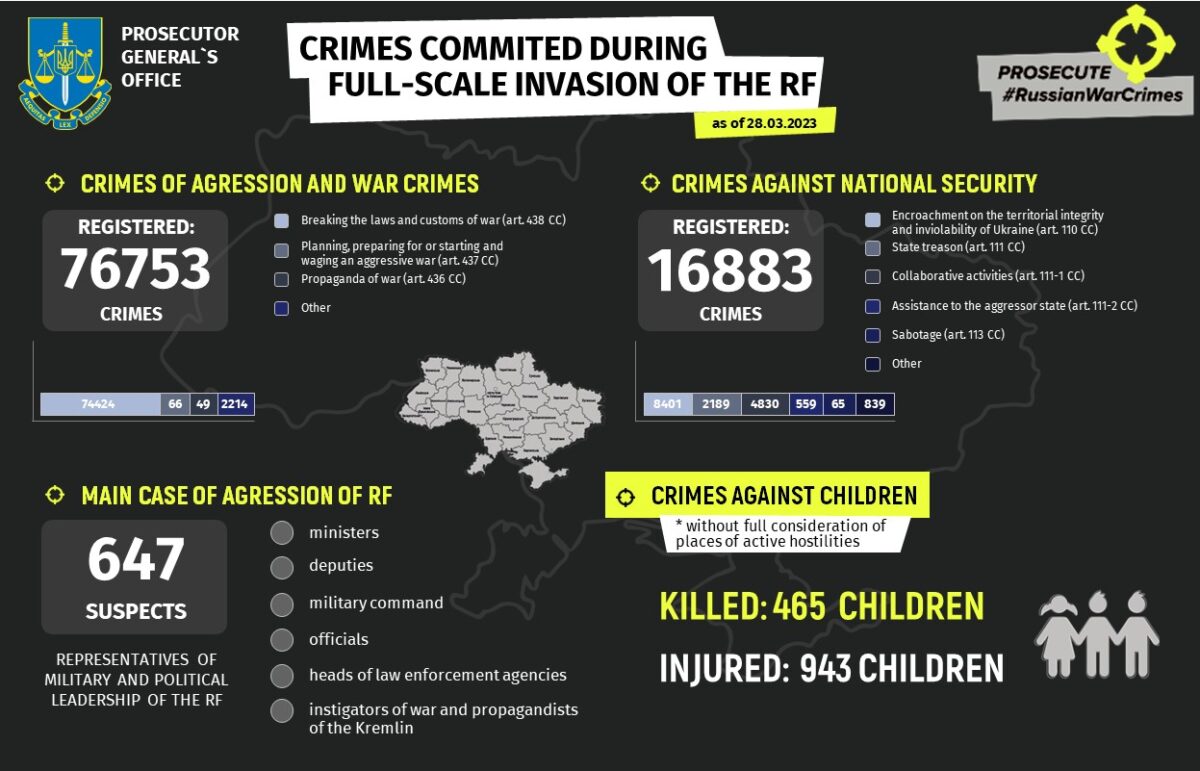 PROSECUTOR
GENERAL`S
OFFICE
CRIMES COMMITED DURING
FULL-SCALE INVASION OF THE RF
as of 28.03.2023
PROSECUTE
#RussianWarCrimes
AEQUITAS LEX DEFENSIO
CRIMES OF AGRESSION AND WAR CRIMES
REGISTERED:
76753
CRIMES
Breaking the laws and customs of war (art. 438 CC)
Planning, preparing for or starting and
waging an aggressive war (art. 437 CC)
Propaganda of war (art. 436 CC)
Other
74424 66 49 2214
CRIMES AGAINST NATIONAL SECURITY
REGISTERED:
16883
CRIMES
Encroachment on the territorial integrity
and inviolability of Ukraine (art. 110 CC)
State treason (art. 111 CC)
Collaborative activities (art. 111-1 CC)
Assistance to the aggressor state (art. 111-2 CC)
Sabotage (art. 113 CC)
Other
8401 2189 4830 559 65 839
MAIN CASE OF AGRESSION OF RF
647
SUSPECTS
REPRESENTATIVES OF
MILITARY AND POLITICAL
LEADERSHIP OF THE RF
ministers
deputies
military command
officials
heads of law enforcement agencies
instigators of war and propagandists
of the Kremlin
CRIMES AGAINST CHILDREN
* without full consideration of
places of active hostilities
KILLED: 465 CHILDREN
INJURED: 943 CHILDREN